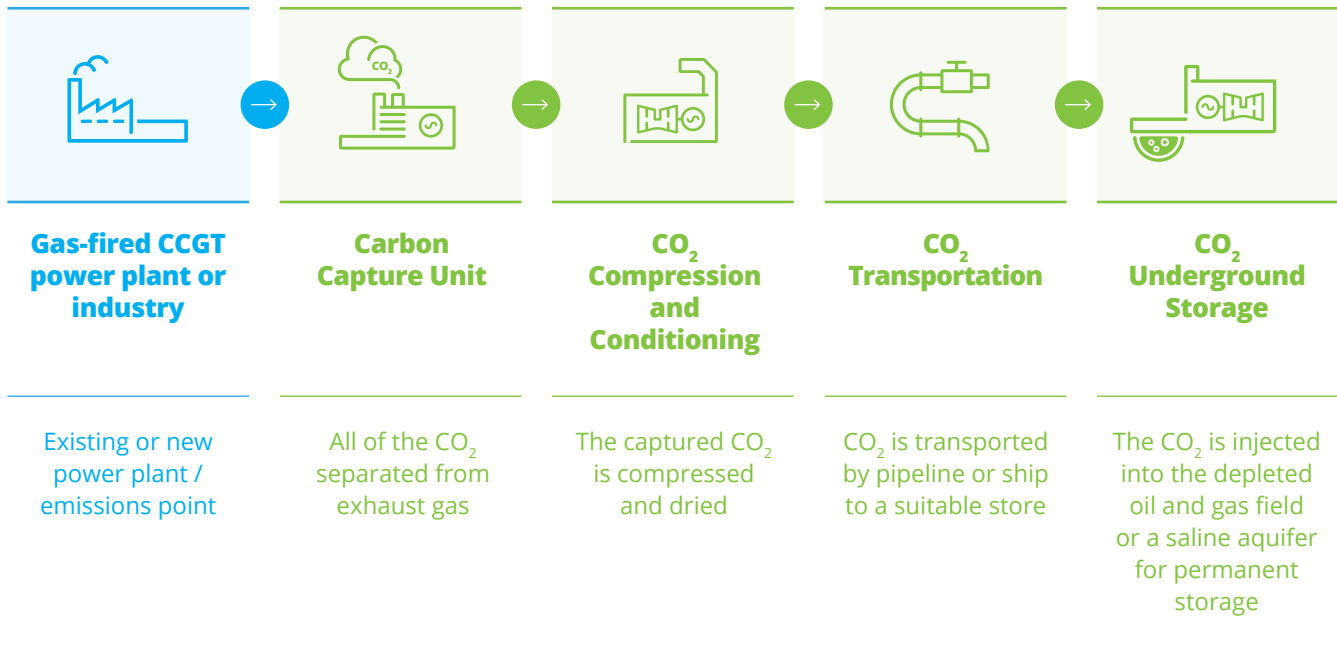 CO₂
Gas-fired CCGT
power plant or
industry
Existing or new
power plant /
emissions point
Carbon
Capture Unit
All of the CO₂
separated from
exhaust gas
CO₂
Compression
and
Conditioning
The captured CO₂
is compressed
and dried
CO₂
Transportation
CO₂ is transported
by pipeline or ship
to a suitable store
CO₂
Underground
Storage
The CO₂ is injected
into the depleted
oil and gas field
or a saline aquifer
for permanent
storage